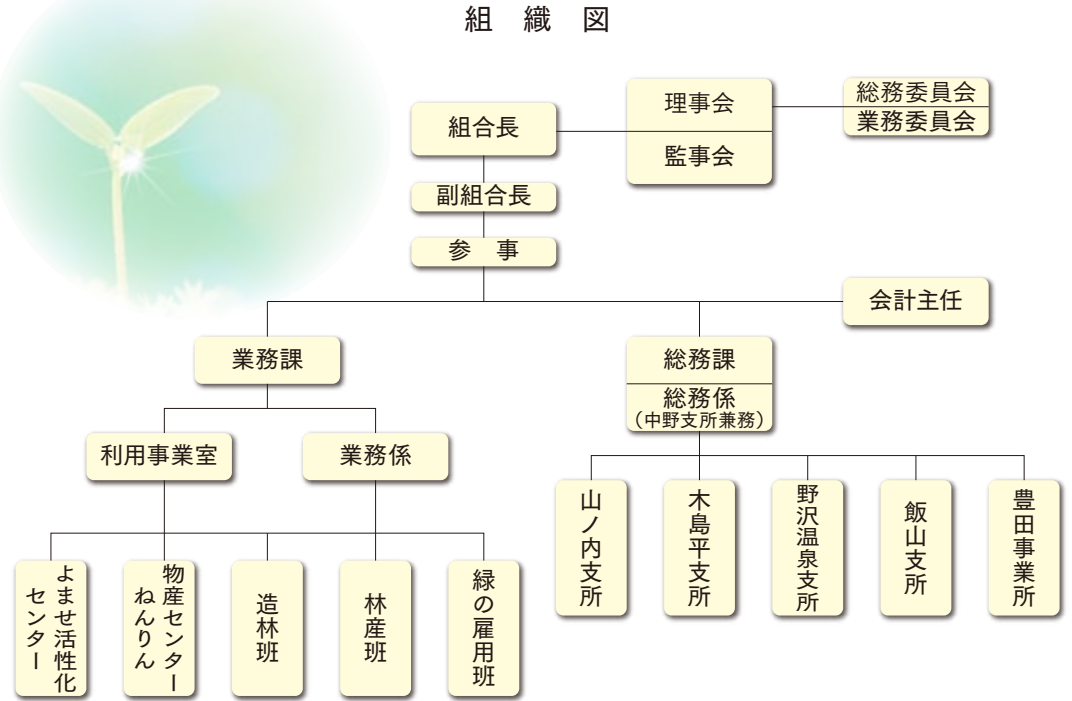 組 織 図
組合長
理事会
監事会
総務委員会
業務委員会
副組合長
参 事
会計主任
業務課
総務課
総務係
（中野支所兼務）
利用事業室
業務係
山ノ内支所
木島平支所
野沢温泉支所
飯山支所
豊田事業所
よませ活性化
センター
物産センター
ねんりん
造林班
林産班
緑の雇用班